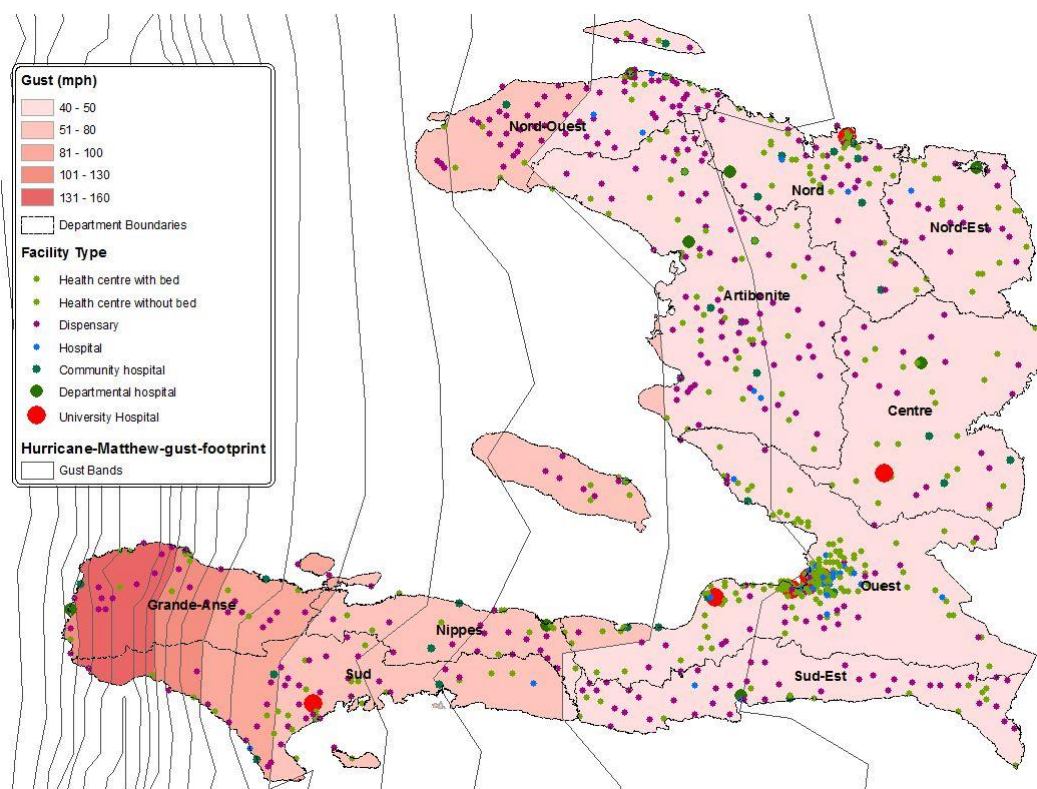 Gust (mph)
40 - 50
51 - 80
81 - 100
101 - 130
131 - 160
Department Boundaries
Facility Type
Health centre with bed
Health centre without bed
Dispensary
Hospital
Community hospital
Departmental hospital
University Hospital
Hurricane-Matthew-gust-footprint
Gust Bands
Nord-Ouest
Nord
Nord-Est
Artibonite
Centre
Ouest
Grande-Anse
Nippes
Sud
Sud-Est